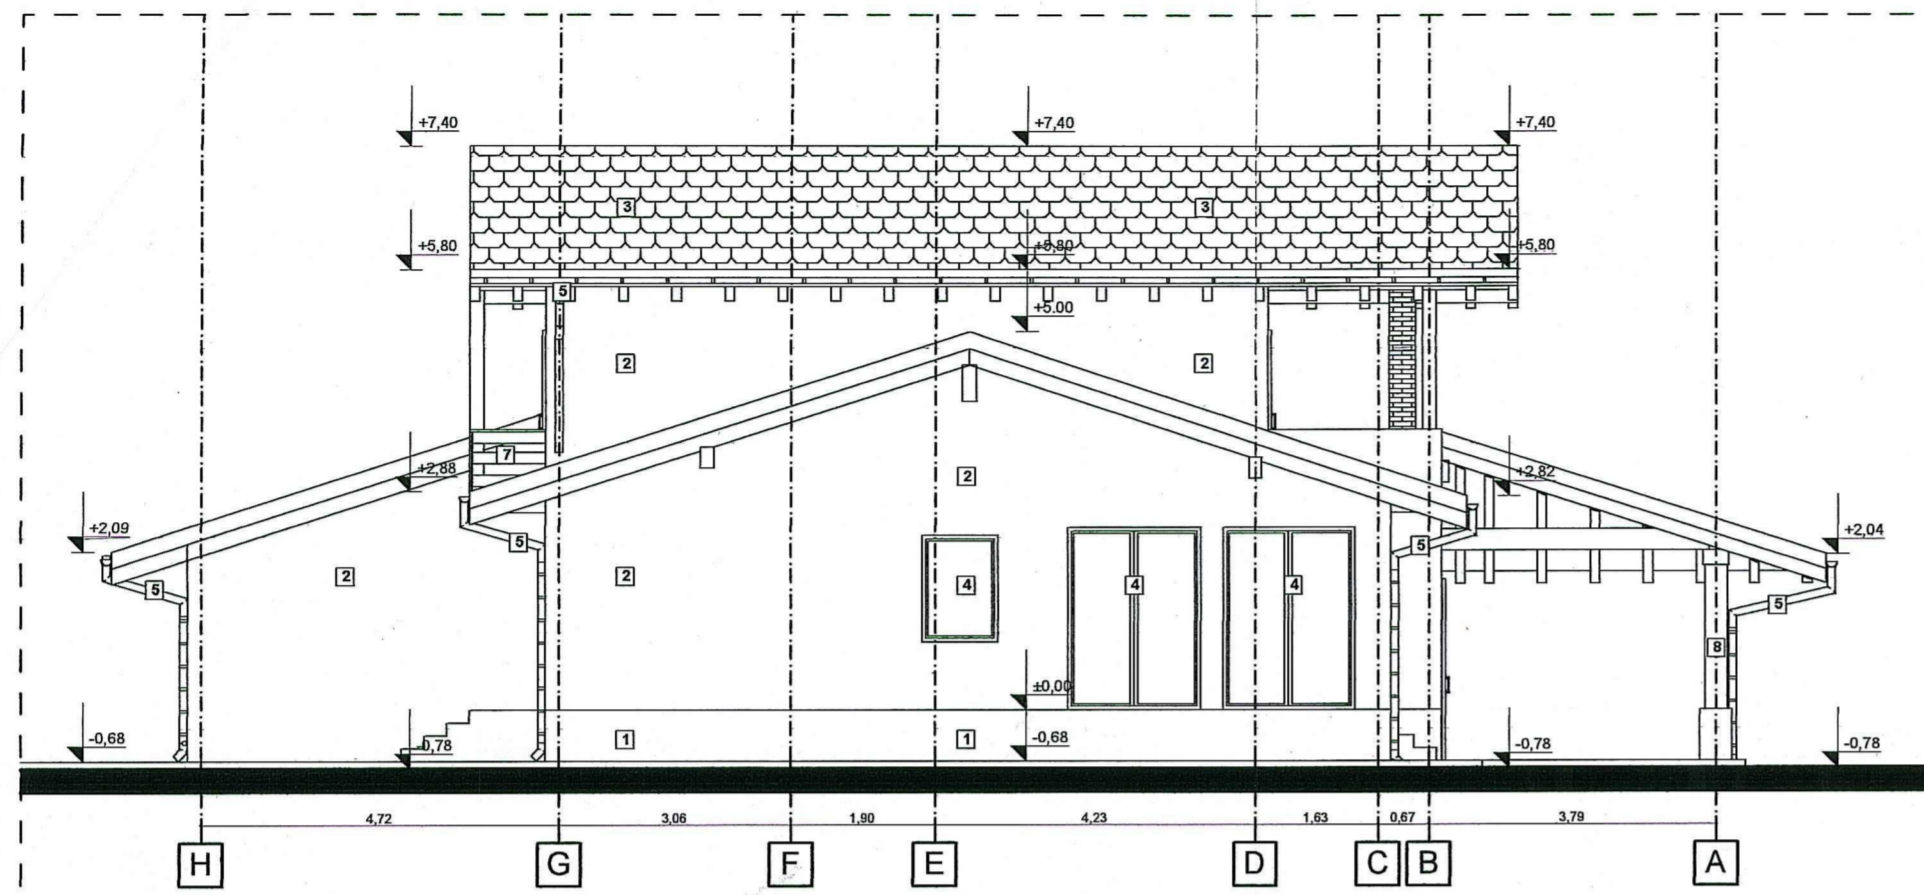 +7,40 +7,40 +7,40
3 3
+5,80 +5,80 +5,80
5
+5.00
2 2
7
+2,88 2 +2,82
+2,09 +2,04
5 5 5
2 2 4 4 4
5 5
8
±0,00
-0,68 -0,78 1 1 -0,68 -0,78 -0,78
4,72 3,06 1,90 4,23 1,63 0,67 3,79
H G F E D C B A